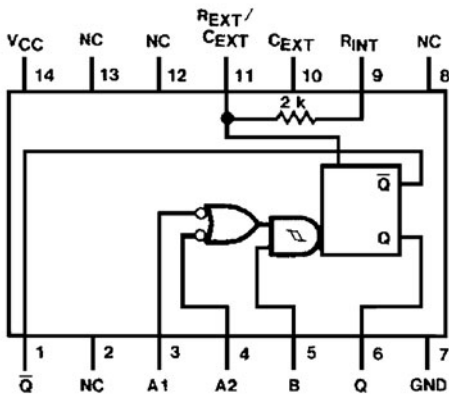 VCC NC NC REXT/ CEXT CEXT RINT NC
14 13 12 11 10 9 8
2 k
Q̅
Q
1 2 3 4 5 6 7
Q̅ NC A1 A2 B Q GND